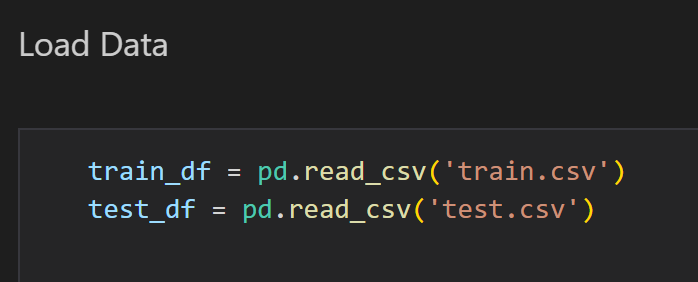 Load Data
train_df = pd.read_csv('train.csv')
test_df = pd.read_csv('test.csv')